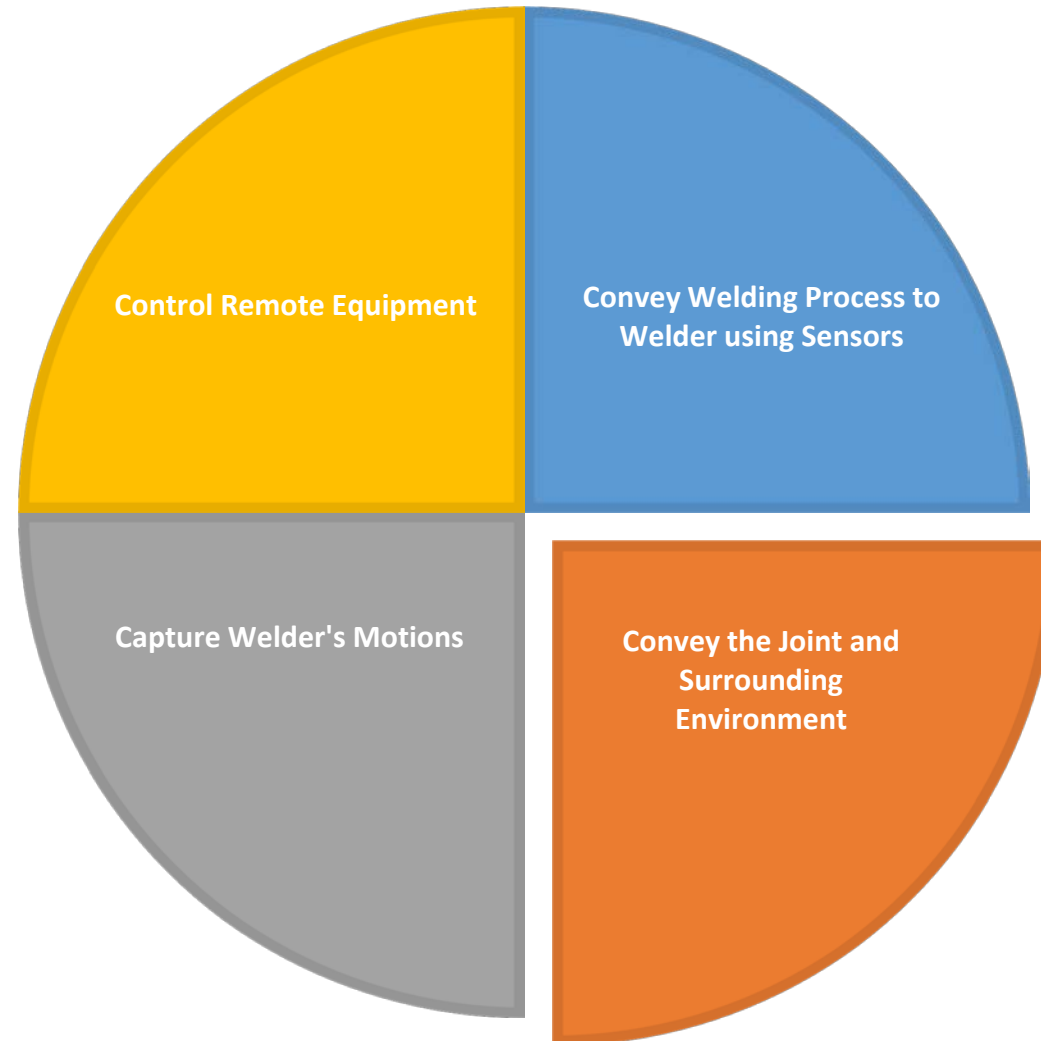 Control Remote Equipment
Convey Welding Process to
Welder using Sensors
Capture Welder's Motions
Convey the Joint and
Surrounding
Environment